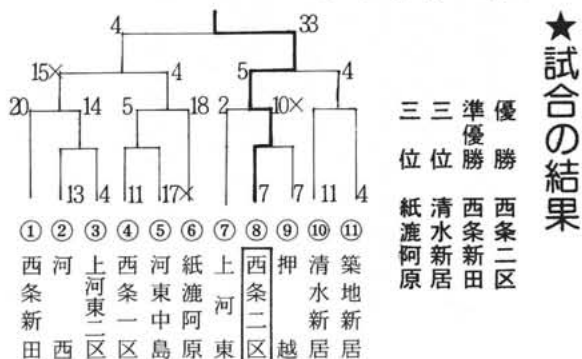 ★試合の結果
優勝 西条二区
準優勝 西条新田
三位 清水新居
三位 紙漉阿原
4 33
15× 4 5 4
20 14 5 18 2 10×
13 4 11 17× 7 7 11 4
① ② ③ ④ ⑤ ⑥ ⑦ ⑧ ⑨ ⑩ ⑪
西条新田
河西
上河東二区
西条一区
河東中島
紙漉阿原
上河東
西条二区
押越
清水新居
築地新居